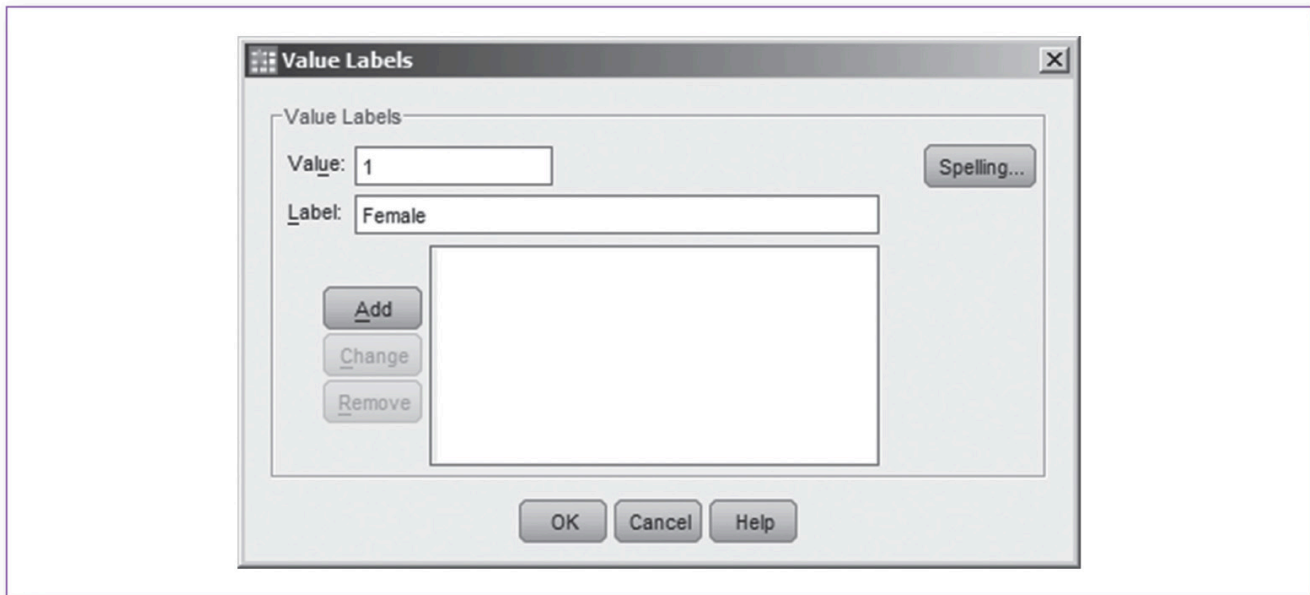 Value Labels
Value Labels
Value: 1
Spelling...
Label: Female
Add
Change
Remove
OK Cancel Help